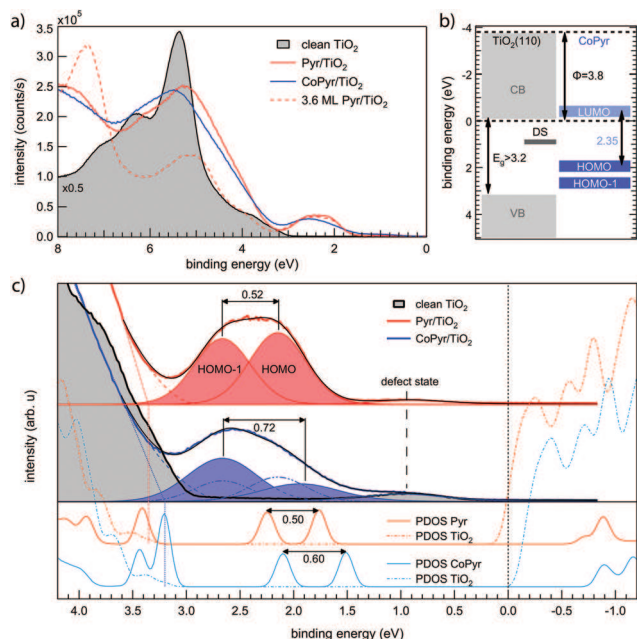 a)
x10⁵
3.5
3.0
2.5
2.0
1.5
1.0
0.5
0.0
intensity (counts/s)
clean TiO₂
Pyr/TiO₂
CoPyr/TiO₂
3.6 ML Pyr/TiO₂
x0.5
8 6 4 2 0
binding energy (eV)
b)
-4
-2
0
2
4
binding energy (eV)
TiO₂(110) CoPyr
CB
Φ=3.8
LUMO
DS
2.35
HOMO
E_g>3.2
HOMO-1
VB
c)
intensity (arb. u)
0.52
clean TiO₂
Pyr/TiO₂
CoPyr/TiO₂
HOMO-1 HOMO
defect state
0.72
0.50
PDOS Pyr
PDOS TiO₂
0.60
PDOS CoPyr
PDOS TiO₂
4.0 3.5 3.0 2.5 2.0 1.5 1.0 0.5 0.0 -0.5 -1.0
binding energy (eV)